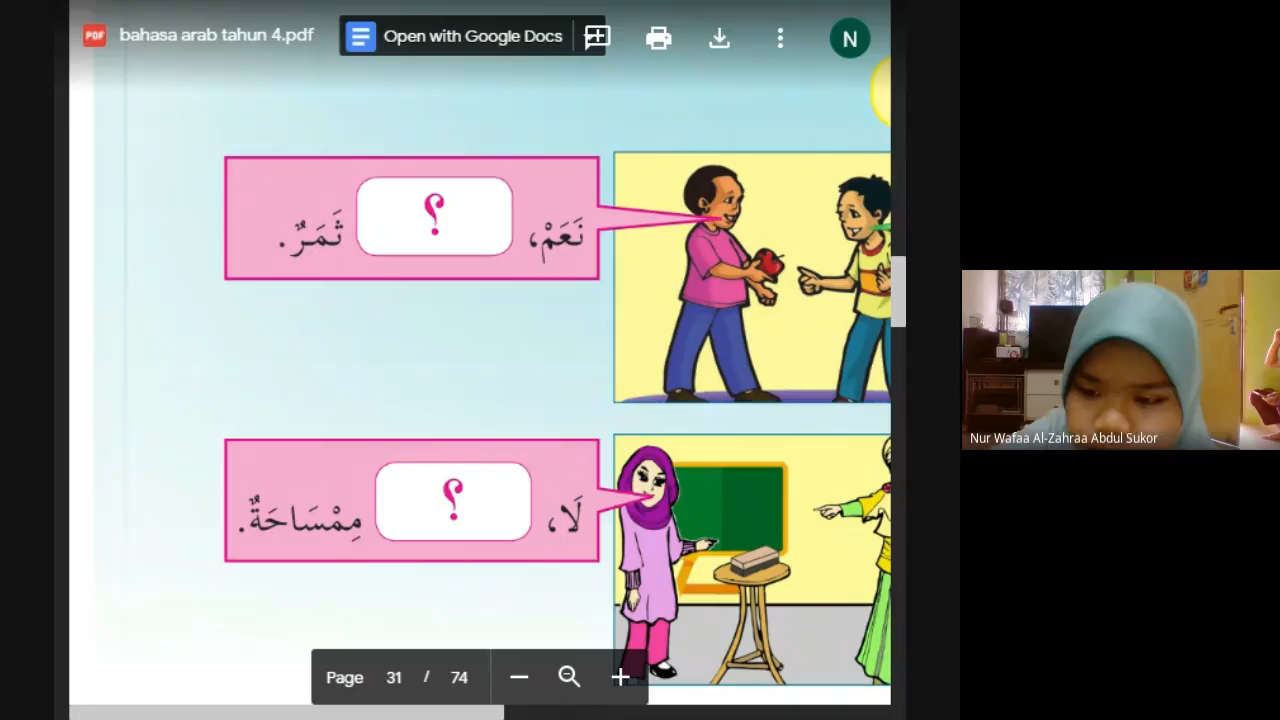 bahasa arab tahun 4.pdf
Open with Google Docs
N
نَعَمْ، ؟ ثَمَرٌ.
لَا، ؟ مِمْسَاحَةٌ.
Nur Wafaa Al-Zahraa Abdul Sukor
Page 31 / 74